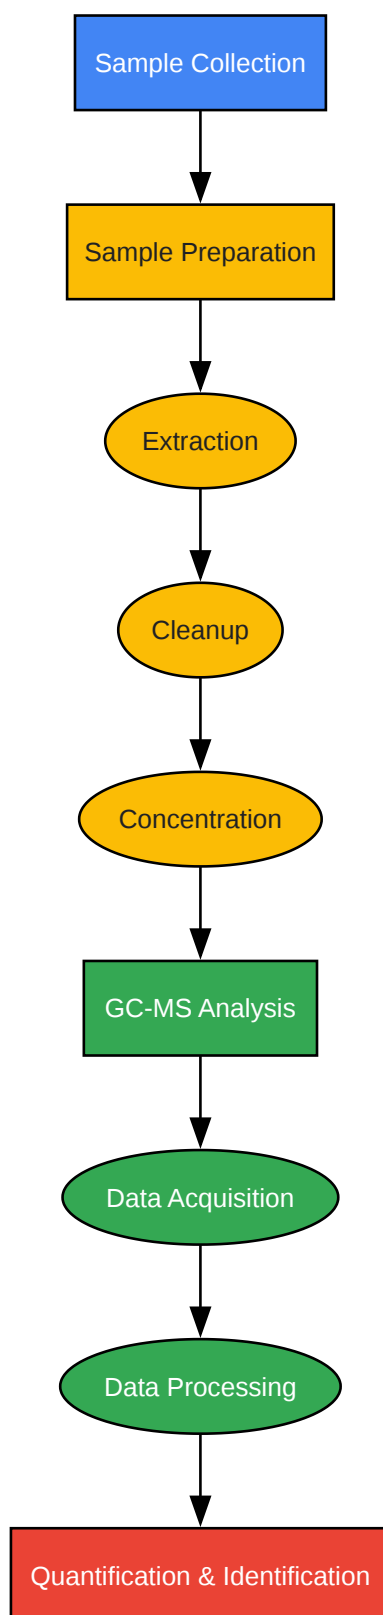 Sample Collection
Sample Preparation
Extraction
Cleanup
Concentration
GC-MS Analysis
Data Acquisition
Data Processing
Quantification & Identification